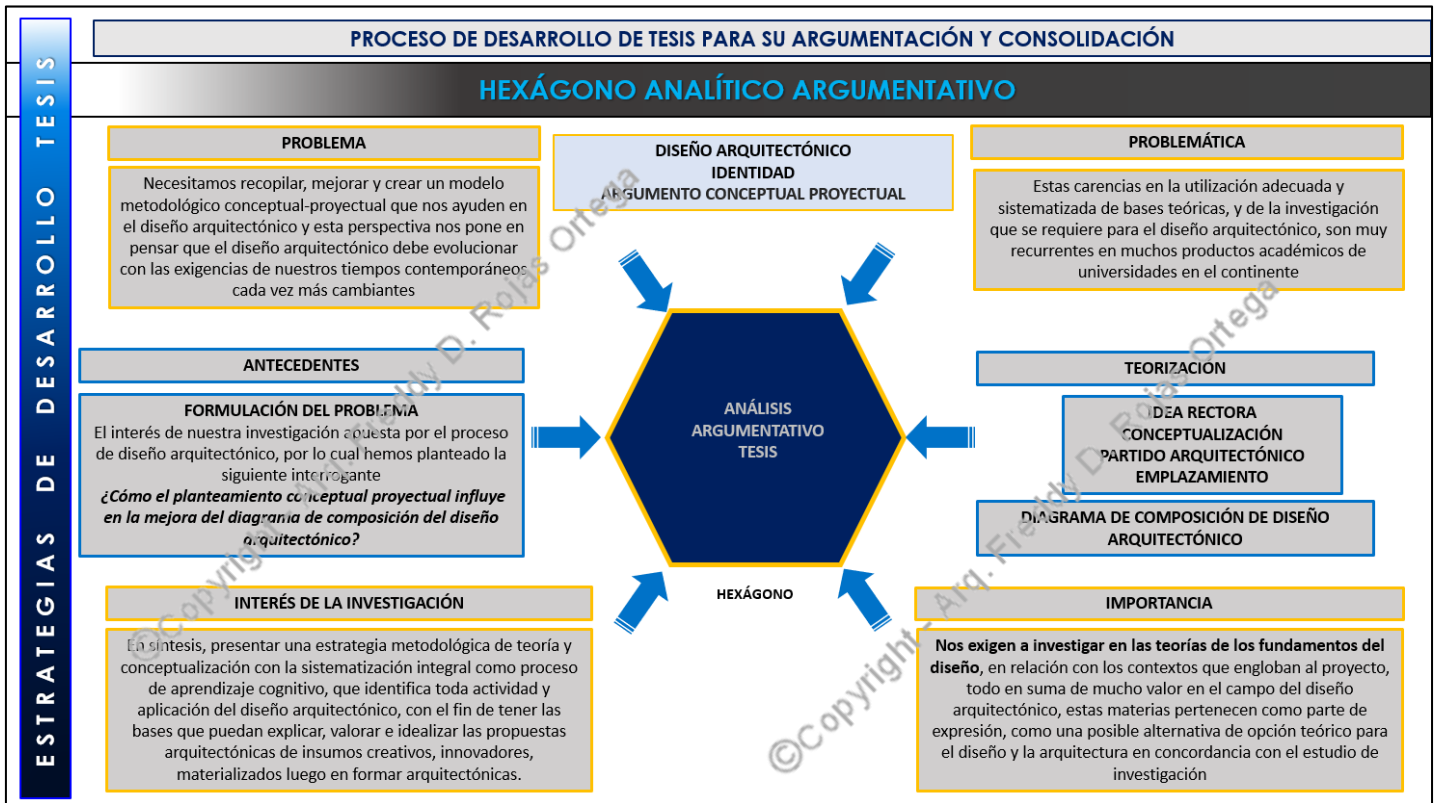 PROCESO DE DESARROLLO DE TESIS PARA SU ARGUMENTACIÓN Y CONSOLIDACIÓN
HEXÁGONO ANALÍTICO ARGUMENTATIVO
ESTRATEGIAS DE DESARROLLO TESIS
PROBLEMA
Necesitamos recopilar, mejorar y crear un modelo
metodológico conceptual-proyectual que nos ayuden en
el diseño arquitectónico y esta perspectiva nos pone en
pensar que el diseño arquitectónico debe evolucionar
con las exigencias de nuestros tiempos contemporáneos
cada vez más cambiantes
DISEÑO ARQUITECTÓNICO
IDENTIDAD
ARGUMENTO CONCEPTUAL PROYECTUAL
PROBLEMÁTICA
Estas carencias en la utilización adecuada y
sistematizada de bases teóricas, y de la investigación
que se requiere para el diseño arquitectónico, son muy
recurrentes en muchos productos académicos de
universidades en el continente
ANTECEDENTES
FORMULACIÓN DEL PROBLEMA
El interés de nuestra investigación apuesta por el proceso
de diseño arquitectónico, por lo cual hemos planteado la
siguiente interrogante
¿Cómo el planteamiento conceptual proyectual influye
en la mejora del diagrama de composición del diseño
arquitectónico?
ANÁLISIS
ARGUMENTATIVO
TESIS
HEXÁGONO
TEORIZACIÓN
IDEA RECTORA
CONCEPTUALIZACIÓN
PARTIDO ARQUITECTÓNICO
EMPLAZAMIENTO
DIAGRAMA DE COMPOSICIÓN DE DISEÑO
ARQUITECTÓNICO
INTERÉS DE LA INVESTIGACIÓN
En síntesis, presentar una estrategia metodológica de teoría y
conceptualización con la sistematización integral como proceso
de aprendizaje cognitivo, que identifica toda actividad y
aplicación del diseño arquitectónico, con el fin de tener las
bases que puedan explicar, valorar e idealizar las propuestas
arquitectónicas de insumos creativos, innovadores,
materializados luego en formar arquitectónicas.
IMPORTANCIA
Nos exigen a investigar en las teorías de los fundamentos del
diseño, en relación con los contextos que engloban al proyecto,
todo en suma de mucho valor en el campo del diseño
arquitectónico, estas materias pertenecen como parte de
expresión, como una posible alternativa de opción teórico para
el diseño y la arquitectura en concordancia con el estudio de
investigación
©Copyright - Arq. Freddy D. Rojas Ortega
©Copyright - Arq. Freddy D. Rojas Ortega